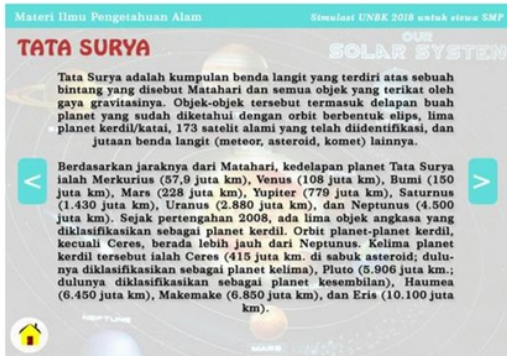 Materi Ilmu Pengetahuan Alam
Simulasi UNBK 2018 untuk siswa SMP
TATA SURYA
OUR
SOLAR SYSTEM
Tata Surya adalah kumpulan benda langit yang terdiri atas sebuah
bintang yang disebut Matahari dan semua objek yang terikat oleh
gaya gravitasinya. Objek-objek tersebut termasuk delapan buah
planet yang sudah diketahui dengan orbit berbentuk elips, lima
planet kerdil/katai, 173 satelit alami yang telah diidentifikasi, dan
jutaan benda langit (meteor, asteroid, komet) lainnya.
Berdasarkan jaraknya dari Matahari, kedelapan planet Tata Surya
ialah Merkurius (57,9 juta km), Venus (108 juta km), Bumi (150
juta km), Mars (228 juta km), Yupiter (779 juta km), Saturnus
(1.430 juta km), Uranus (2.880 juta km), dan Neptunus (4.500
juta km). Sejak pertengahan 2008, ada lima objek angkasa yang
diklasifikasikan sebagai planet kerdil. Orbit planet-planet kerdil,
kecuali Ceres, berada lebih jauh dari Neptunus. Kelima planet
kerdil tersebut ialah Ceres (415 juta km. di sabuk asteroid; dulu-
nya diklasifikasikan sebagai planet kelima), Pluto (5.906 juta km.;
dulunya diklasifikasikan sebagai planet kesembilan), Haumea
(6.450 juta km), Makemake (6.850 juta km), dan Eris (10.100 juta
km).
NEPTUNE
MARS